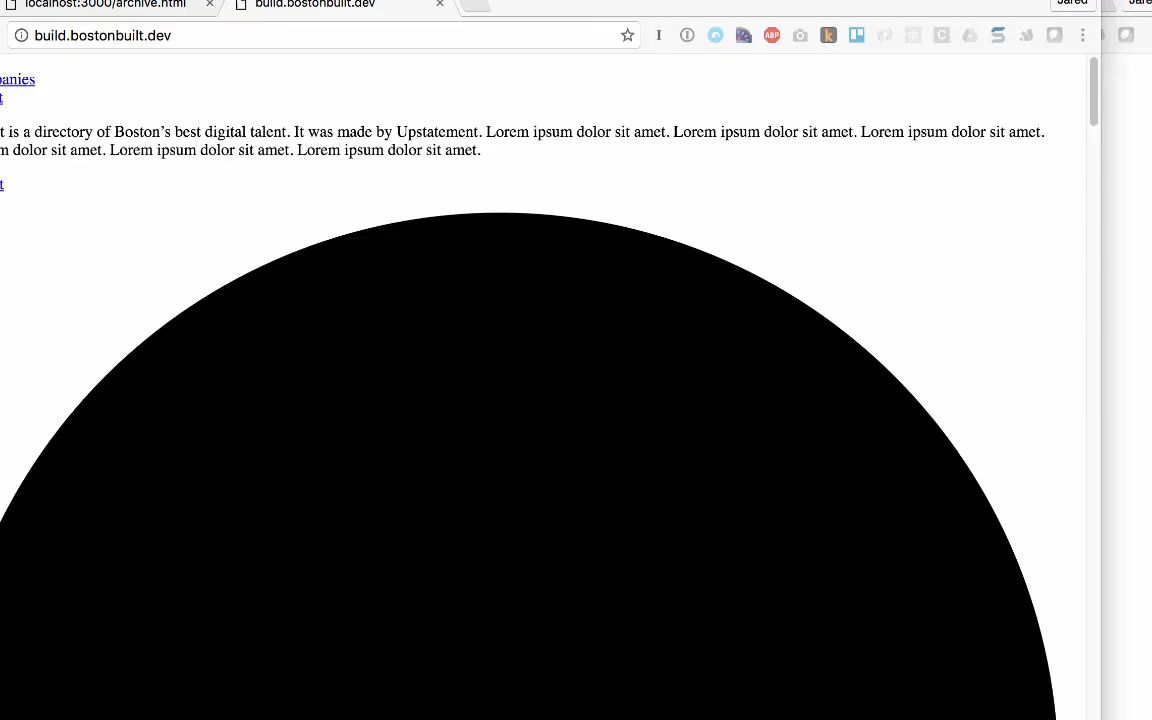 localhost:3000/archive.html
build.bostonbuilt.dev
Jared
build.bostonbuilt.dev
I
ABP
k
C
S
anies
t
t is a directory of Boston’s best digital talent. It was made by Upstatement. Lorem ipsum dolor sit amet. Lorem ipsum dolor sit amet. Lorem ipsum dolor sit amet.
m dolor sit amet. Lorem ipsum dolor sit amet. Lorem ipsum dolor sit amet.
t